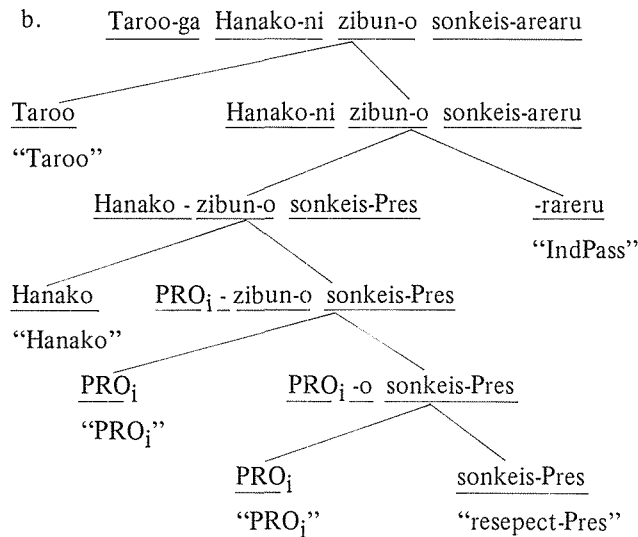 b. Taroo-ga Hanako-ni zibun-o sonkeis-arearu
Taroo Hanako-ni zibun-o sonkeis-areru
“Taroo”
Hanako - zibun-o sonkeis-Pres -rareru
“IndPass”
Hanako PROi - zibun-o sonkeis-Pres
“Hanako”
PROi PROi -o sonkeis-Pres
“PROi”
PROi sonkeis-Pres
“PROi” “resepect-Pres”